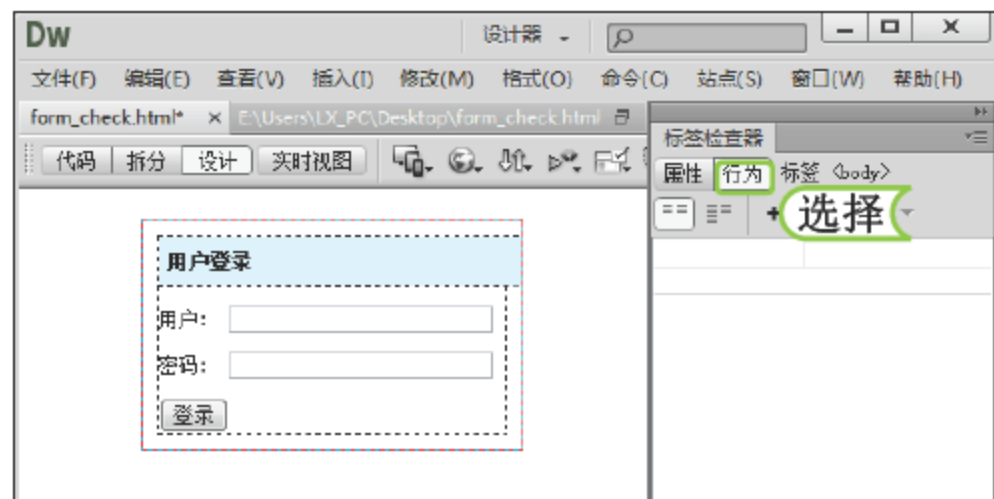 Dw 设计器
文件(F) 编辑(E) 查看(V) 插入(I) 修改(M) 格式(O) 命令(C) 站点(S) 窗口(W) 帮助(H)
form_check.html* × E:\Users\LX_PC\Desktop\form_check.html
标签检查器
代码 拆分 设计 实时视图
属性 行为 标签 <body>
选择
用户登录
用户：
密码：
登录